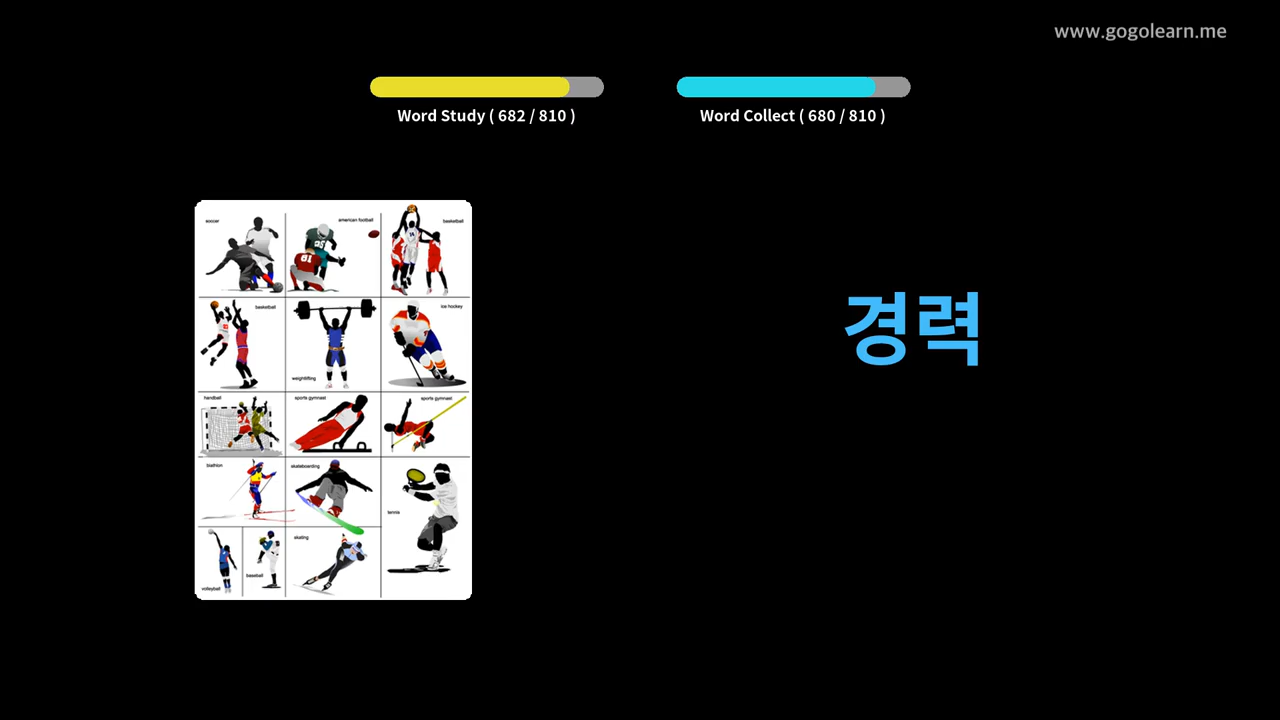 www.gogolearn.me
Word Study ( 682 / 810 )
Word Collect ( 680 / 810 )
soccer
american football
basketball
basketball
weightlifting
ice hockey
handball
sports gymnast
sports gymnast
biathlon
skateboarding
tennis
volleyball
baseball
skating
경력